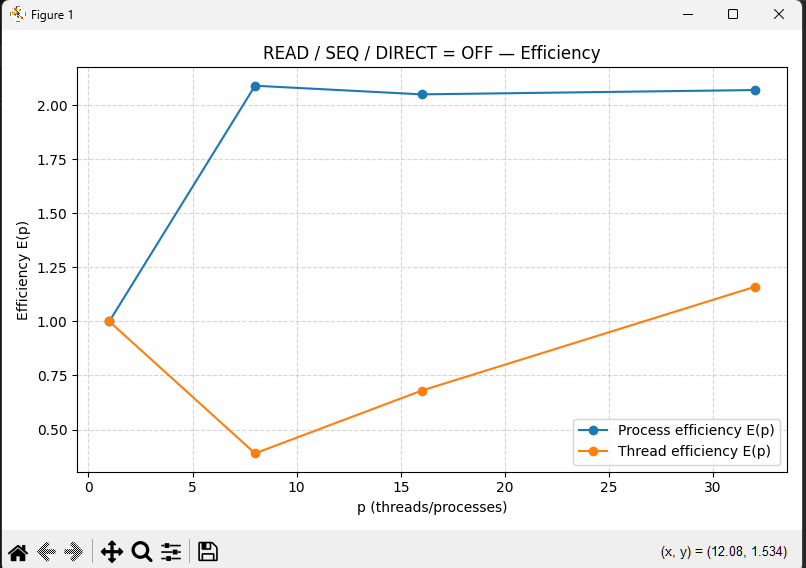 Figure 1
READ / SEQ / DIRECT = OFF — Efficiency
Efficiency E(p)
2.00
1.75
1.50
1.25
1.00
0.75
0.50
0 5 10 15 20 25 30
p (threads/processes)
Process efficiency E(p)
Thread efficiency E(p)
(x, y) = (12.08, 1.534)